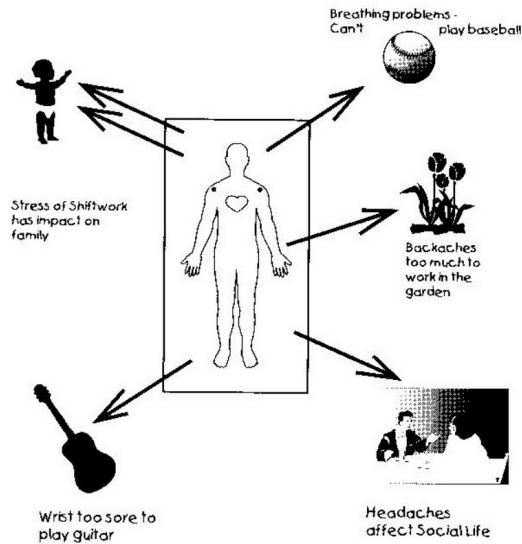 Breathing problems -
Can't play baseball
Stress of Shiftwork
has impact on
family
Backaches
too much to
work in the
garden
Wrist too sore to
play guitar
Headaches
affect Social Life